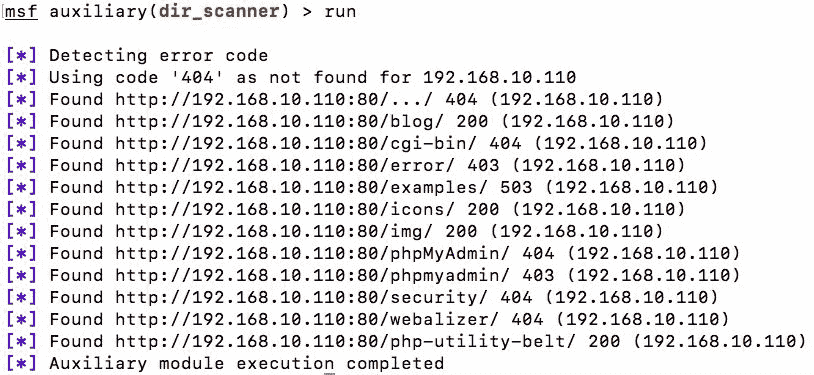 msf auxiliary(dir_scanner) > run
[*] Detecting error code
[*] Using code '404' as not found for 192.168.10.110
[*] Found http://192.168.10.110:80/.../ 404 (192.168.10.110)
[*] Found http://192.168.10.110:80/blog/ 200 (192.168.10.110)
[*] Found http://192.168.10.110:80/cgi-bin/ 404 (192.168.10.110)
[*] Found http://192.168.10.110:80/error/ 403 (192.168.10.110)
[*] Found http://192.168.10.110:80/examples/ 503 (192.168.10.110)
[*] Found http://192.168.10.110:80/icons/ 200 (192.168.10.110)
[*] Found http://192.168.10.110:80/img/ 200 (192.168.10.110)
[*] Found http://192.168.10.110:80/phpMyAdmin/ 404 (192.168.10.110)
[*] Found http://192.168.10.110:80/phpmyadmin/ 403 (192.168.10.110)
[*] Found http://192.168.10.110:80/security/ 404 (192.168.10.110)
[*] Found http://192.168.10.110:80/webalizer/ 404 (192.168.10.110)
[*] Found http://192.168.10.110:80/php-utility-belt/ 200 (192.168.10.110)
[*] Auxiliary module execution completed